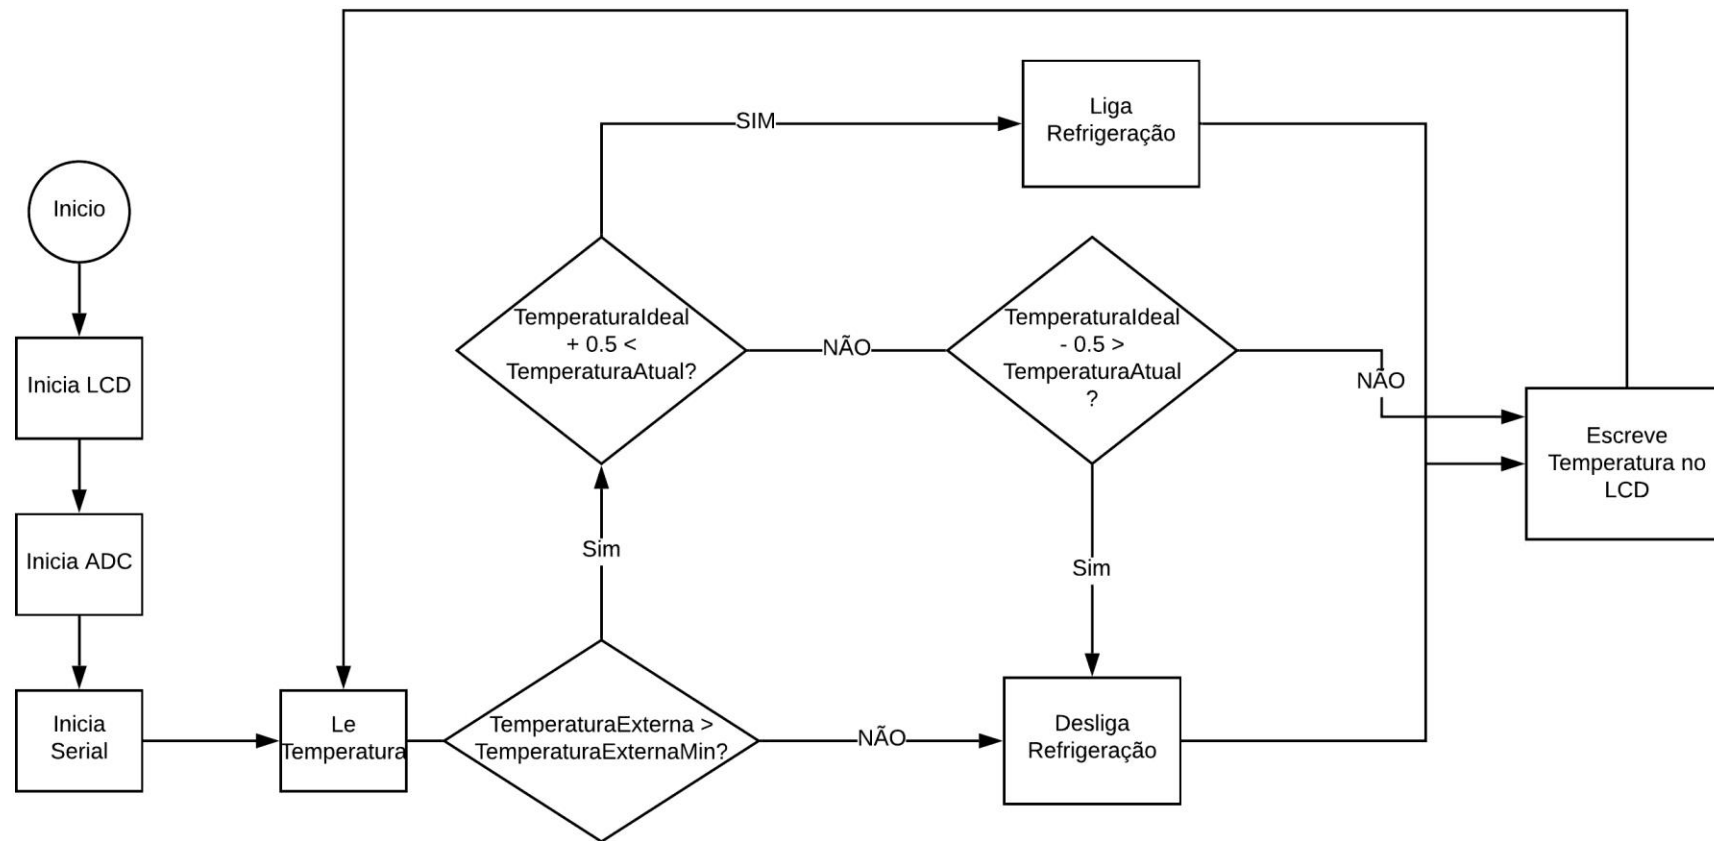 Inicio
Inicia LCD
Inicia ADC
Inicia
Serial
Le
Temperatura
TemperaturaExterna >
TemperaturaExternaMin?
Sim
NÃO
TemperaturaIdeal
+ 0.5 <
TemperaturaAtual?
SIM
NÃO
Liga
Refrigeração
TemperaturaIdeal
- 0.5 >
TemperaturaAtual
?
NÃO
Sim
Desliga
Refrigeração
Escreve
Temperatura no
LCD